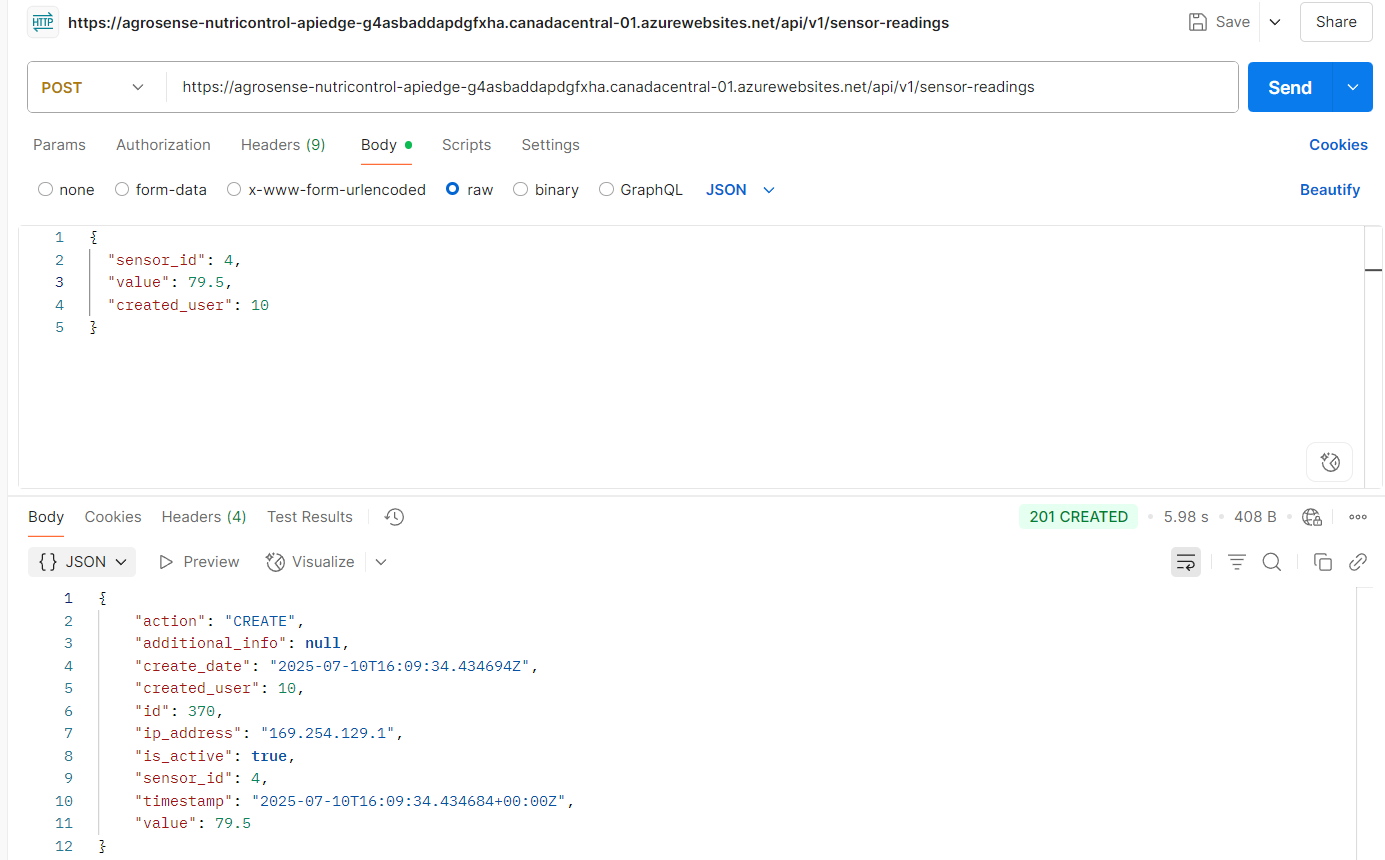 HTTP https://agrosense-nutricontrol-apiedge-g4asbaddapdgfxha.canadacentral-01.azurewebsites.net/api/v1/sensor-readings Save Share
POST https://agrosense-nutricontrol-apiedge-g4asbaddapdgfxha.canadacentral-01.azurewebsites.net/api/v1/sensor-readings Send
Params Authorization Headers (9) Body Scripts Settings Cookies
none form-data x-www-form-urlencoded raw binary GraphQL JSON Beautify
1 {
2 "sensor_id": 4,
3 "value": 79.5,
4 "created_user": 10
5 }
Body Cookies Headers (4) Test Results 201 CREATED 5.98 s 408 B
{} JSON Preview Visualize
1 {
2 "action": "CREATE",
3 "additional_info": null,
4 "create_date": "2025-07-10T16:09:34.434694Z",
5 "created_user": 10,
6 "id": 370,
7 "ip_address": "169.254.129.1",
8 "is_active": true,
9 "sensor_id": 4,
10 "timestamp": "2025-07-10T16:09:34.434684+00:00Z",
11 "value": 79.5
12 }